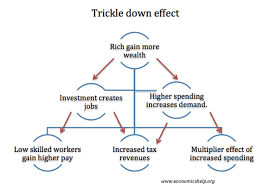 Trickle down effect
Rich gain more
wealth
Investment creates
jobs
Higher spending
increases demand.
Low skilled workers
gain higher pay
Increased tax
revenues
Multiplier effect of
increased spending
www.economicshelp.org